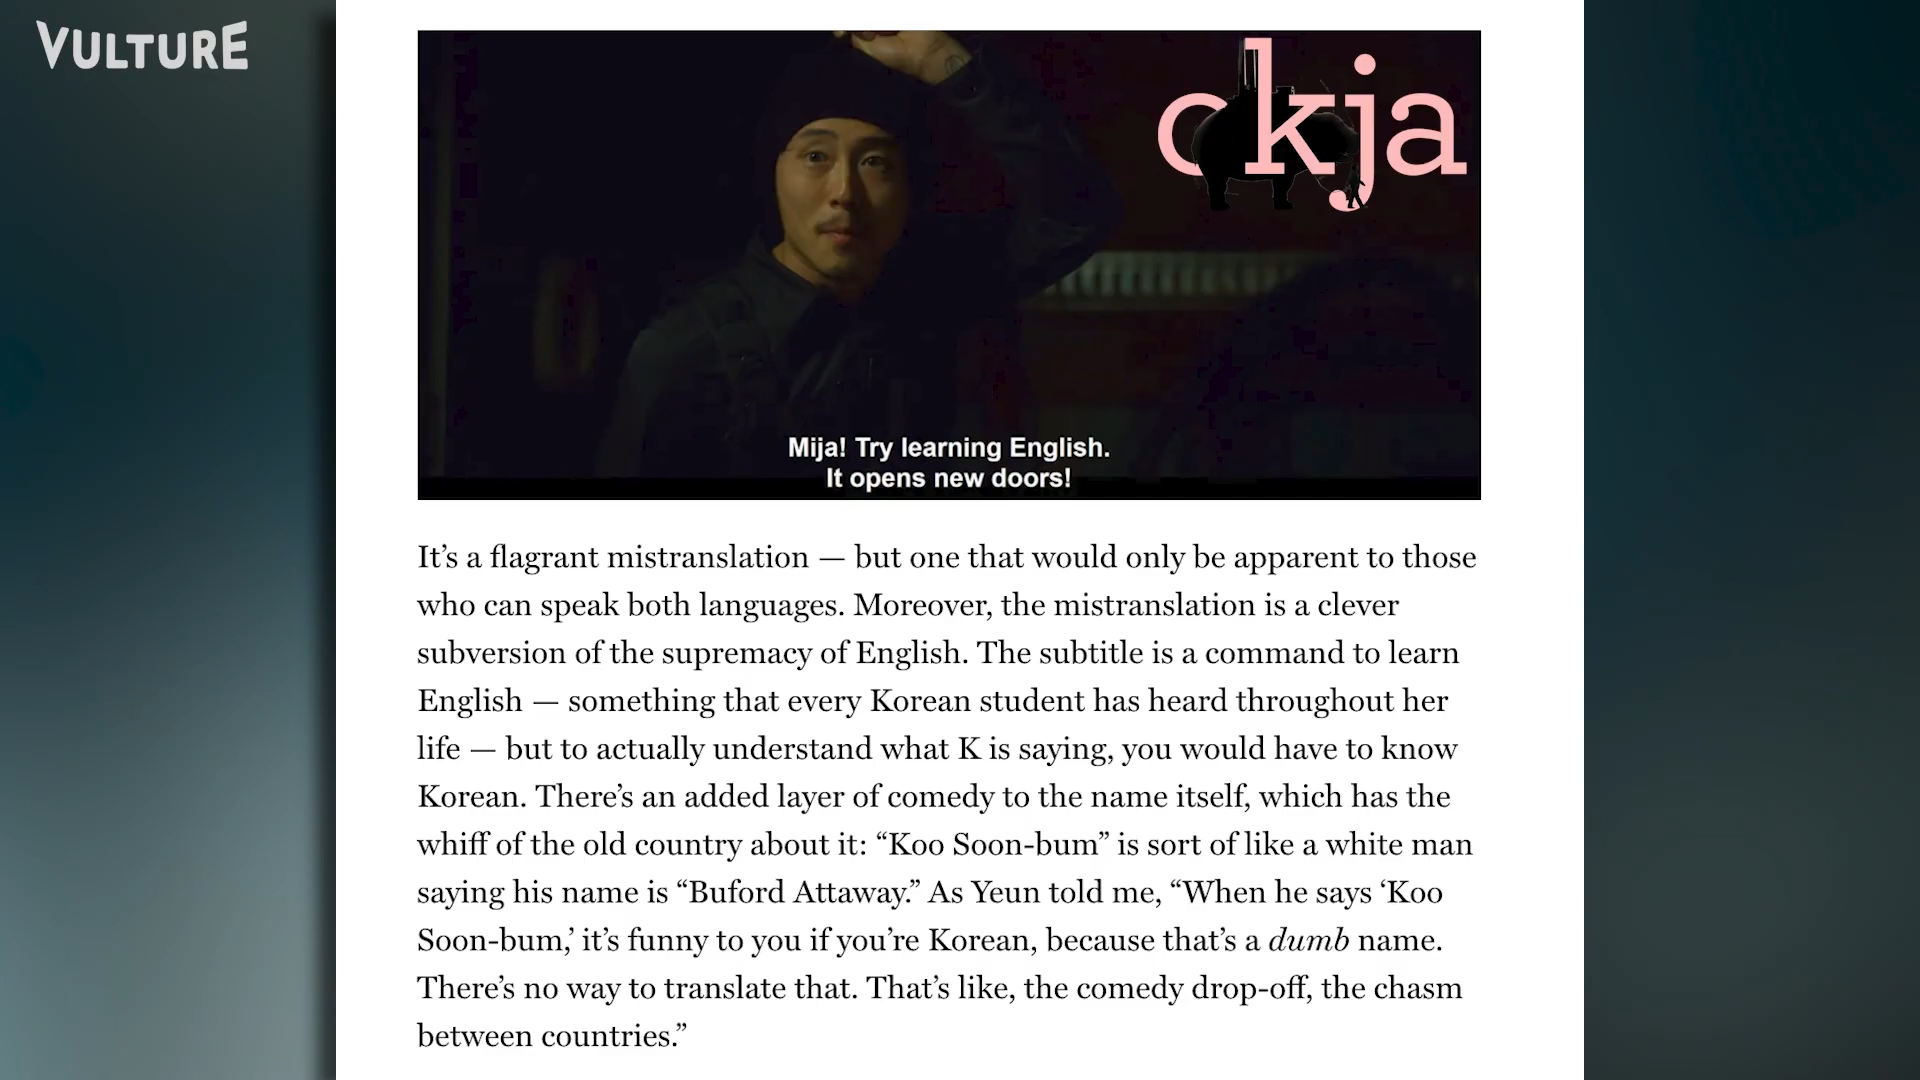 VULTURE
okja
Mija! Try learning English.
It opens new doors!
It’s a flagrant mistranslation — but one that would only be apparent to those
who can speak both languages. Moreover, the mistranslation is a clever
subversion of the supremacy of English. The subtitle is a command to learn
English — something that every Korean student has heard throughout her
life — but to actually understand what K is saying, you would have to know
Korean. There’s an added layer of comedy to the name itself, which has the
whiff of the old country about it: “Koo Soon-bum” is sort of like a white man
saying his name is “Buford Attaway.” As Yeun told me, “When he says ‘Koo
Soon-bum,’ it’s funny to you if you’re Korean, because that’s a dumb name.
There’s no way to translate that. That’s like, the comedy drop-off, the chasm
between countries.”